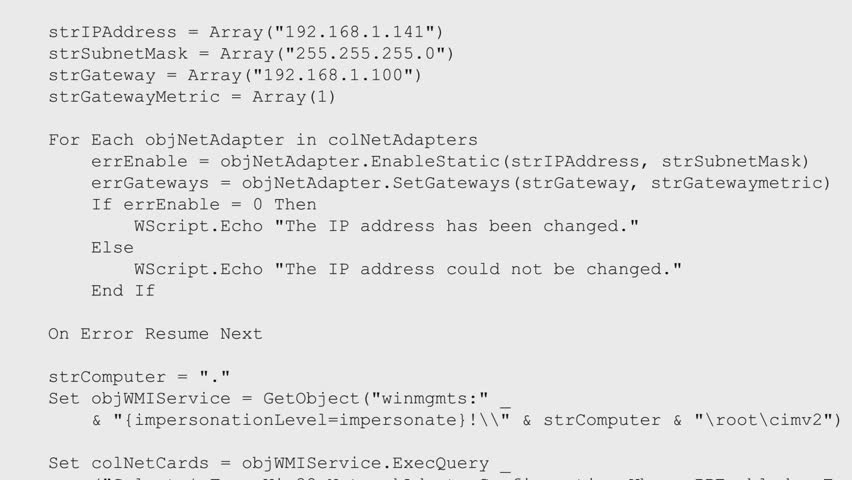 strIPAddress = Array("192.168.1.141")
strSubnetMask = Array("255.255.255.0")
strGateway = Array("192.168.1.100")
strGatewayMetric = Array(1)
For Each objNetAdapter in colNetAdapters
errEnable = objNetAdapter.EnableStatic(strIPAddress, strSubnetMask)
errGateways = objNetAdapter.SetGateways(strGateway, strGatewaymetric)
If errEnable = 0 Then
WScript.Echo "The IP address has been changed."
Else
WScript.Echo "The IP address could not be changed."
End If
On Error Resume Next
strComputer = "."
Set objWMIService = GetObject("winmgmts:" _
& "{impersonationLevel=impersonate}!\\" & strComputer & "\root\cimv2")
Set colNetCards = objWMIService.ExecQuery _